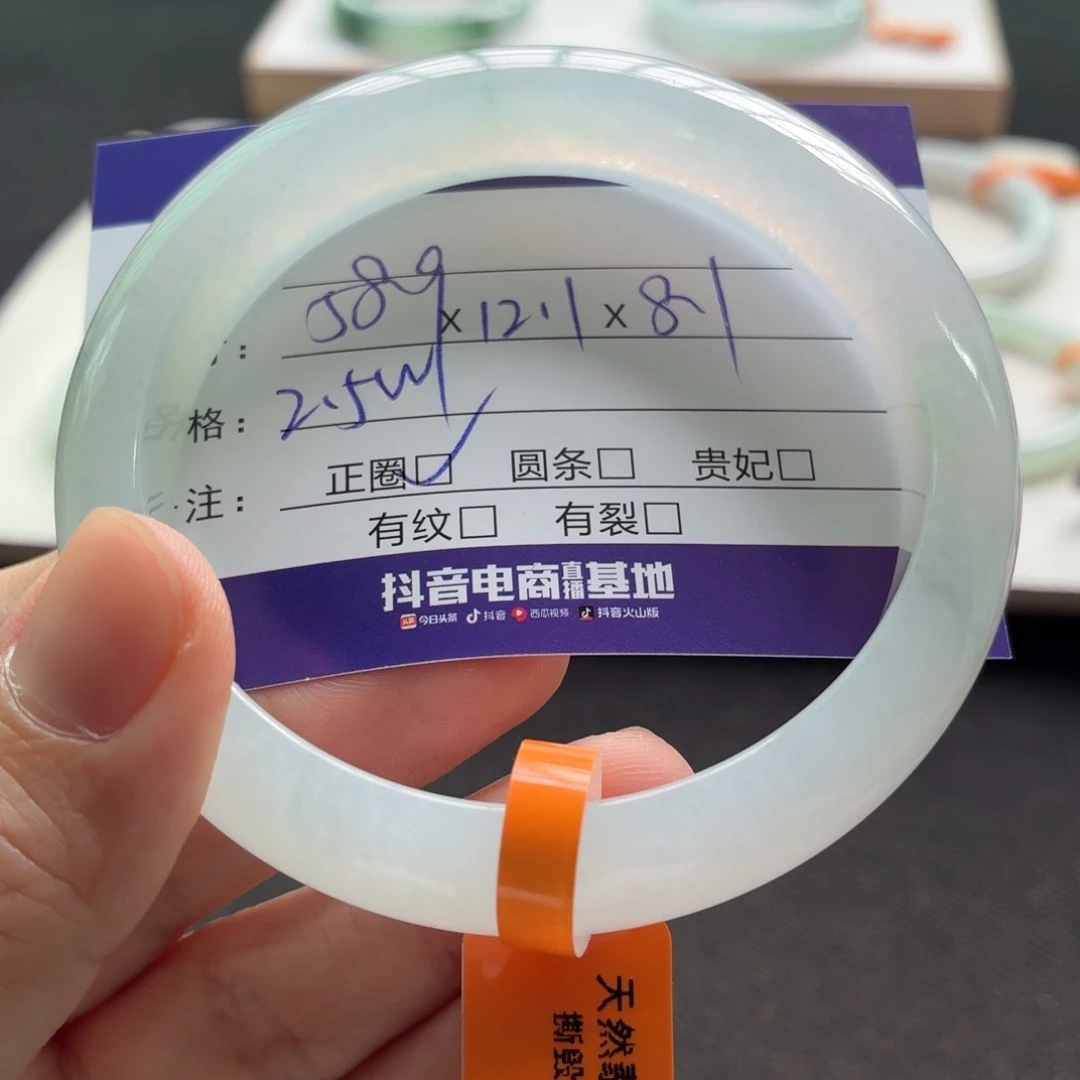 58.9 x 12.1 x 8.1
格：2.5W
注：正圈□ 圆条□ 贵妃□
有纹□ 有裂□
抖音电商直播基地
今日头条 抖音 西瓜视频 抖音火山版
天然
撕毁